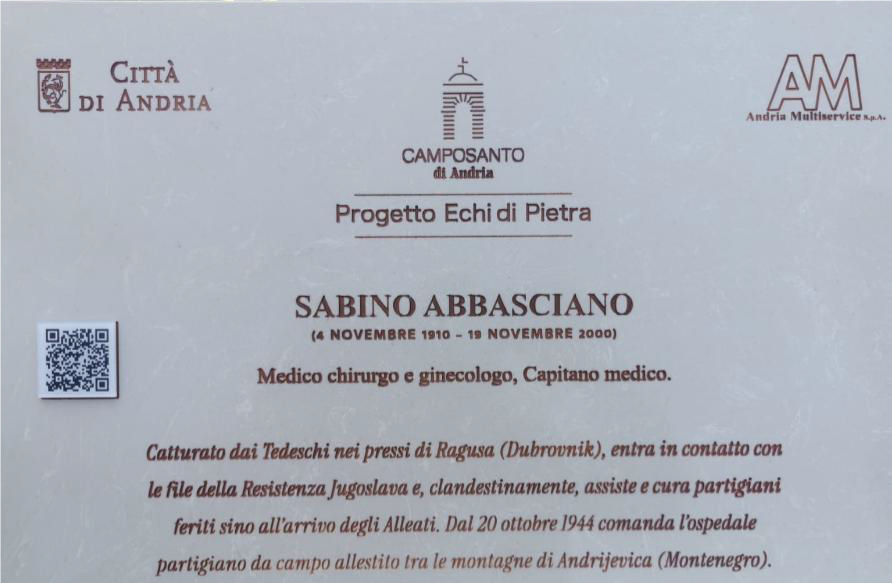 CITTÀ
DI ANDRIA
AM
Andria Multiservice S.p.A.
CAMPOSANTO
di Andria
Progetto Echi di Pietra
SABINO ABBASCIANO
(4 NOVEMBRE 1910 – 19 NOVEMBRE 2000)
Medico chirurgo e ginecologo, Capitano medico.
Catturato dai Tedeschi nei pressi di Ragusa (Dubrovnik), entra in contatto con
le file della Resistenza Jugoslava e, clandestinamente, assiste e cura partigiani
feriti sino all'arrivo degli Alleati. Dal 20 ottobre 1944 comanda l'ospedale
partigiano da campo allestito tra le montagne di Andrijevica (Montenegro).